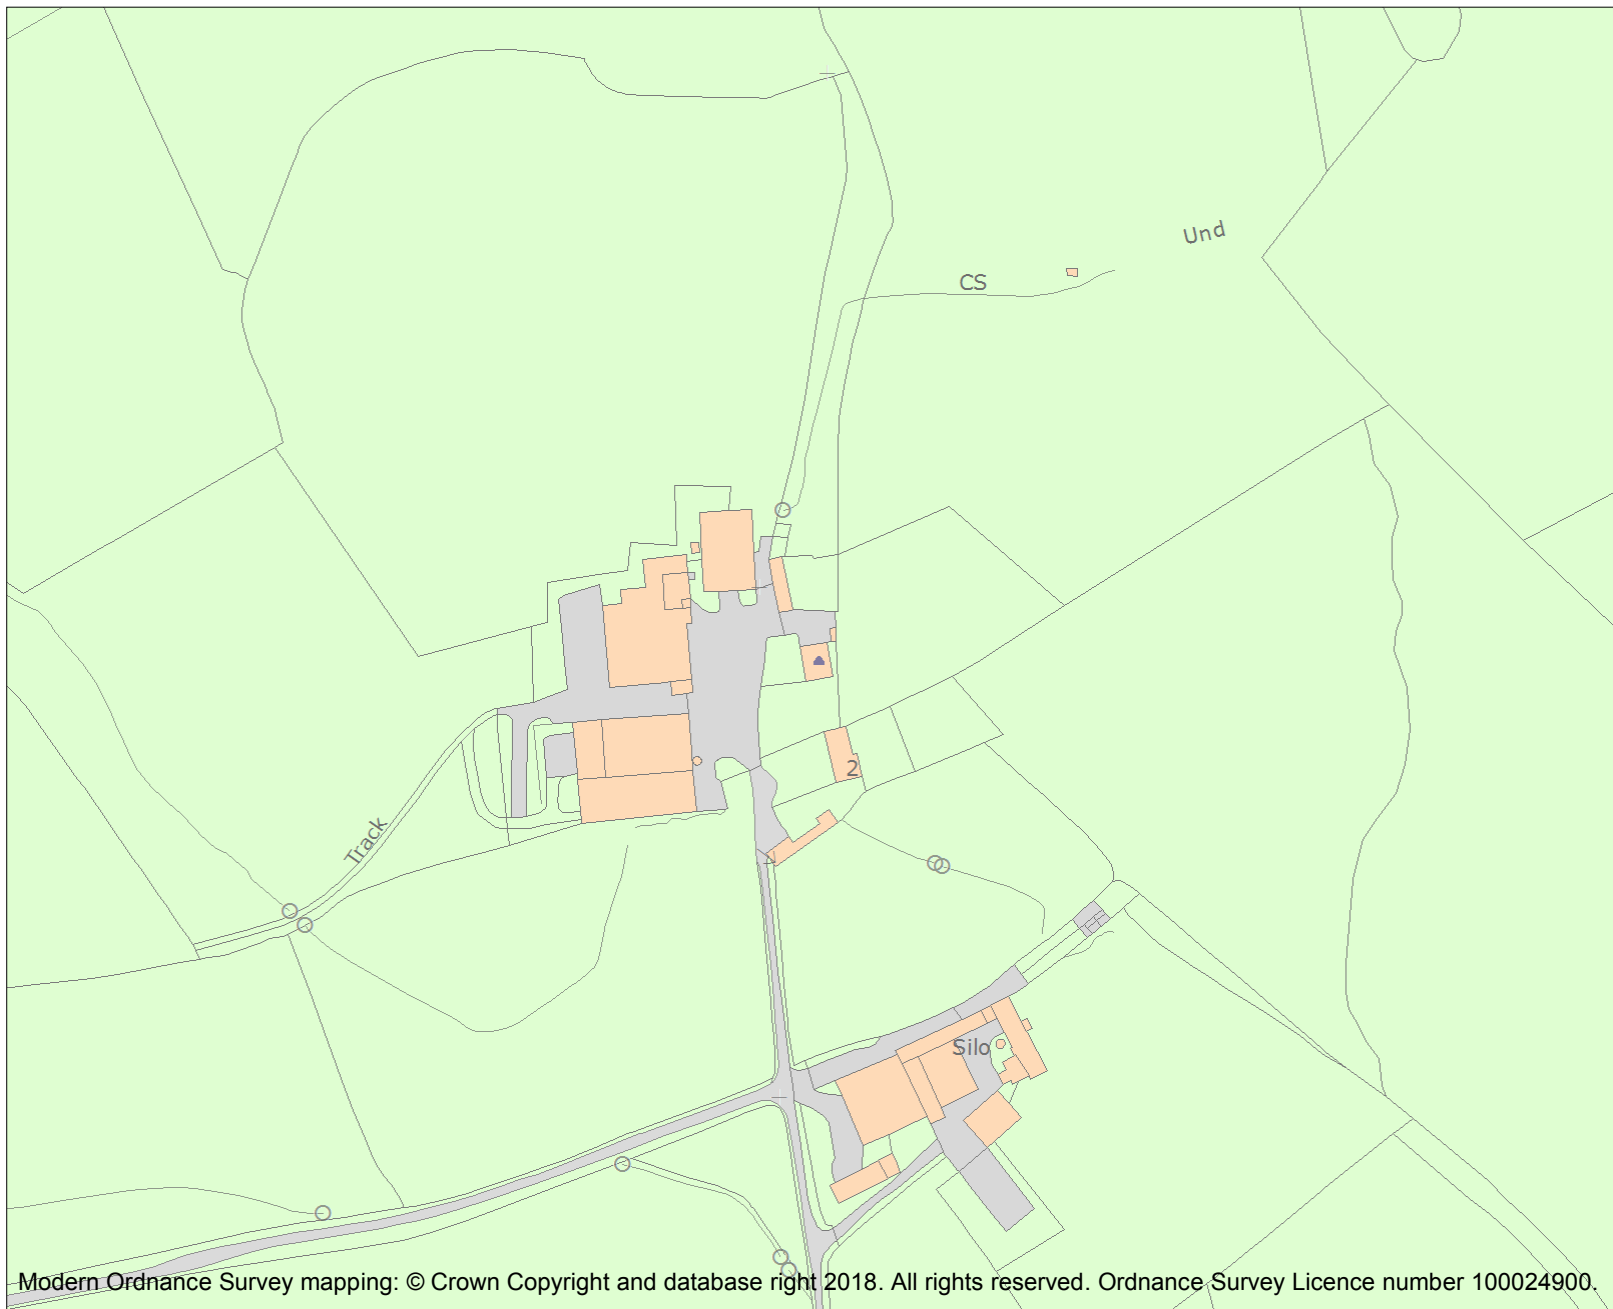 Und
CS
2
Track
Silo
Modern Ordnance Survey mapping: © Crown Copyright and database right 2018. All rights reserved. Ordnance Survey Licence number 100024900.